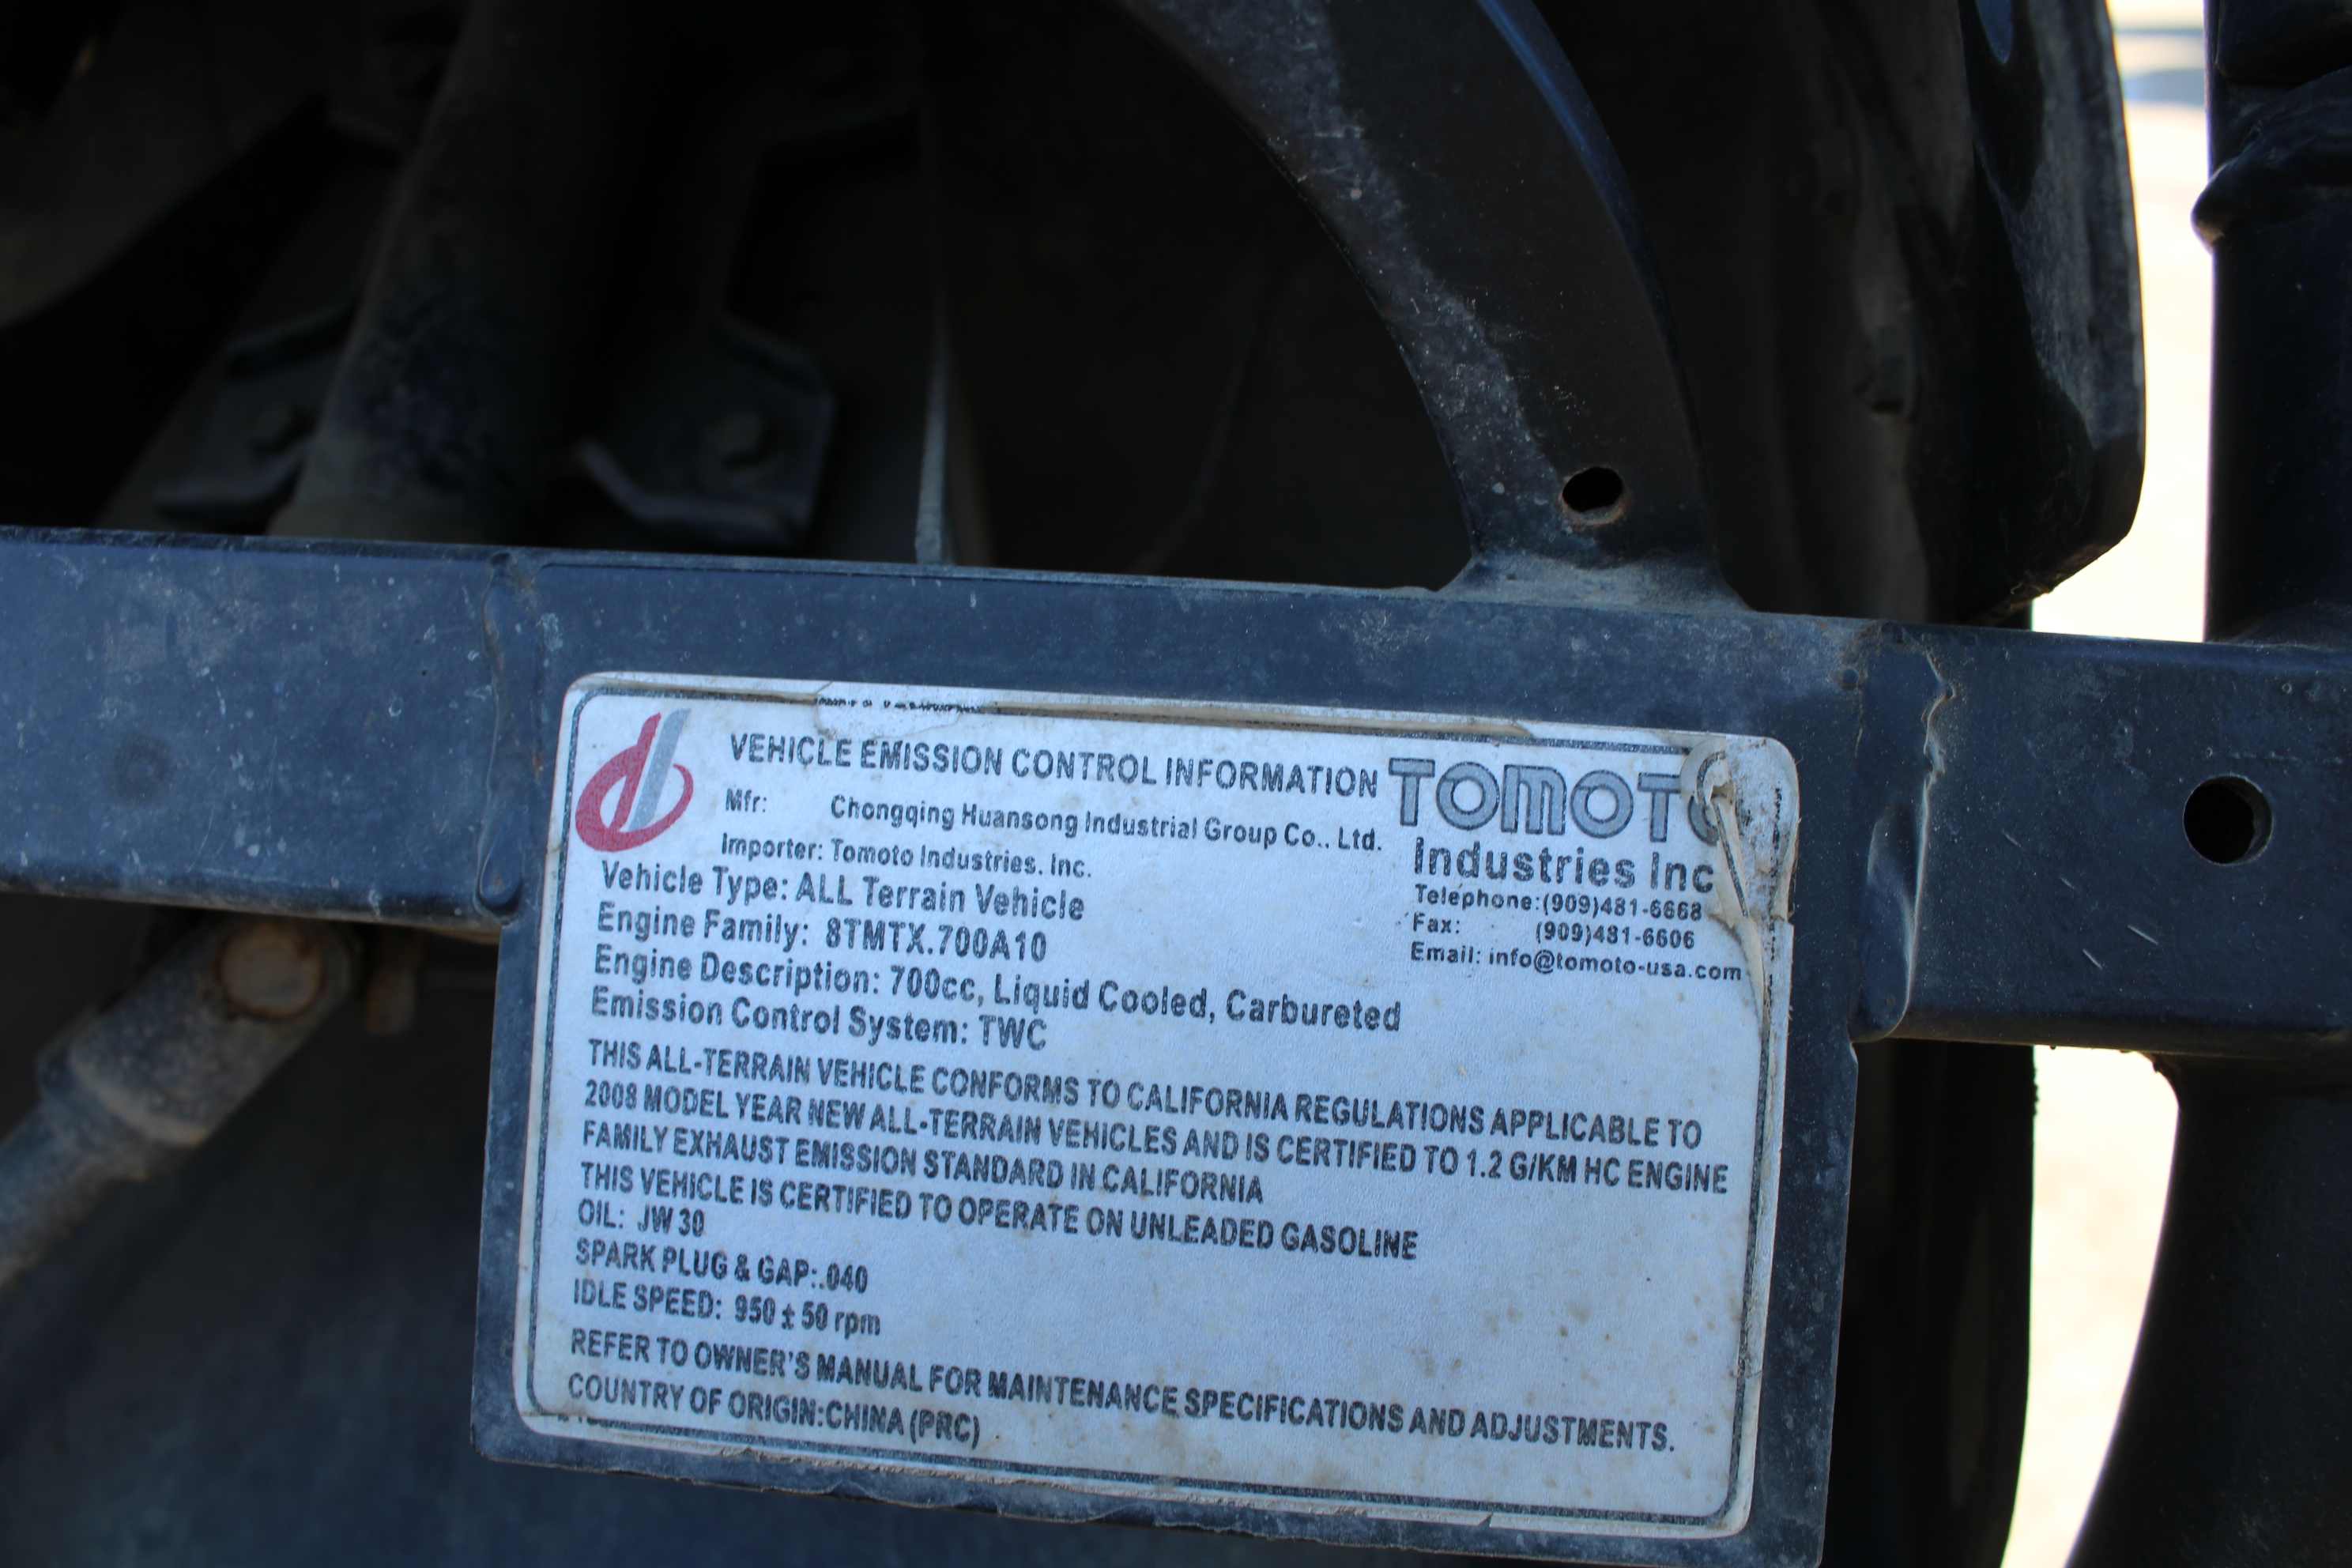 VEHICLE EMISSION CONTROL INFORMATION
Mfr: Chongqing Huansong Industrial Group Co., Ltd.
Importer: Tomoto Industries. Inc.
TOMOTO
Industries Inc
Telephone:(909)481-6668
Fax: (909)481-6606
Email: info@tomoto-usa.com
Vehicle Type: ALL Terrain Vehicle
Engine Family: 8TMTX.700A10
Engine Description: 700cc, Liquid Cooled, Carbureted
Emission Control System: TWC
THIS ALL-TERRAIN VEHICLE CONFORMS TO CALIFORNIA REGULATIONS APPLICABLE TO
2008 MODEL YEAR NEW ALL-TERRAIN VEHICLES AND IS CERTIFIED TO 1.2 G/KM HC ENGINE
FAMILY EXHAUST EMISSION STANDARD IN CALIFORNIA
THIS VEHICLE IS CERTIFIED TO OPERATE ON UNLEADED GASOLINE
OIL: JW 30
SPARK PLUG & GAP:.040
IDLE SPEED: 950 ± 50 rpm
REFER TO OWNER'S MANUAL FOR MAINTENANCE SPECIFICATIONS AND ADJUSTMENTS.
COUNTRY OF ORIGIN:CHINA (PRC)